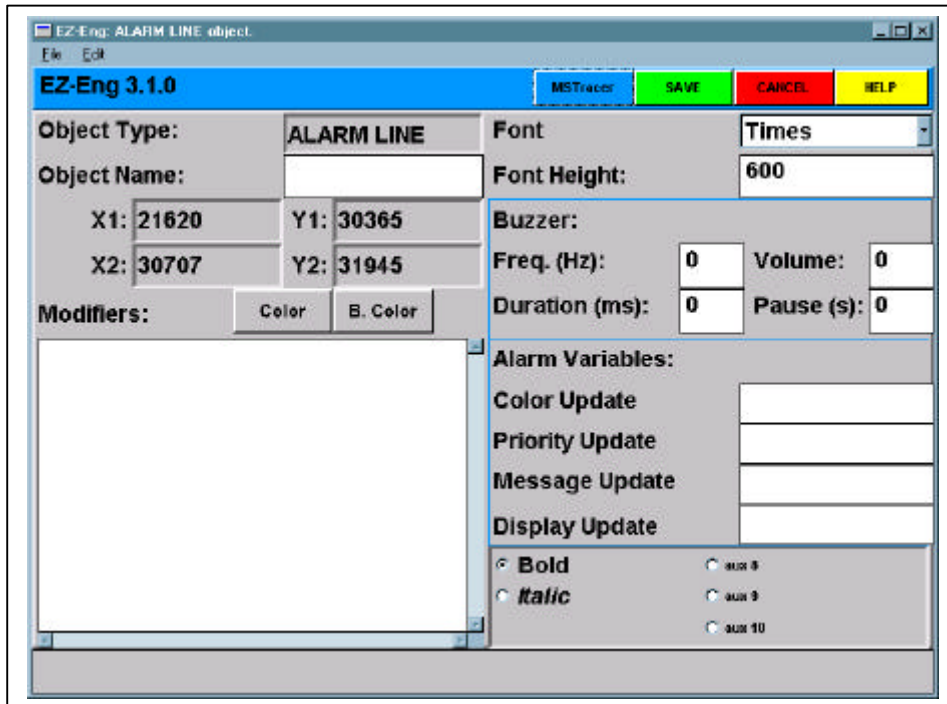 EZ-Eng: ALARM LINE object.
File Edit
EZ-Eng 3.1.0 MSTracer SAVE CANCEL HELP
Object Type: ALARM LINE
Object Name:
X1: 21620 Y1: 30365
X2: 30707 Y2: 31945
Modifiers: Color B. Color
Font Times
Font Height: 600
Buzzer:
Freq. (Hz): 0 Volume: 0
Duration (ms): 0 Pause (s): 0
Alarm Variables:
Color Update
Priority Update
Message Update
Display Update
Bold aux 8
Italic aux 9
aux 10